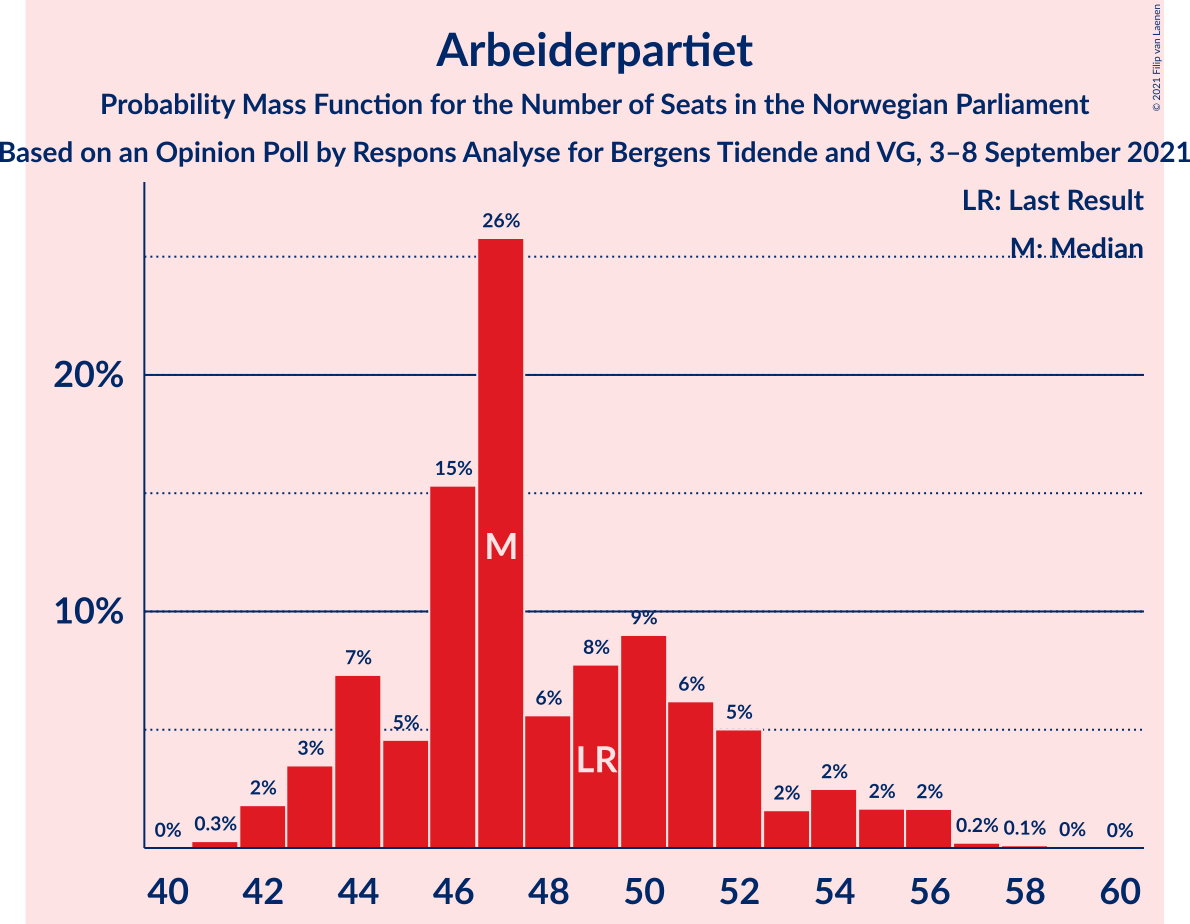 Arbeiderpartiet
Probability Mass Function for the Number of Seats in the Norwegian Parliament
Based on an Opinion Poll by Respons Analyse for Bergens Tidende and VG, 3–8 September 2021
© 2021 Filip van Laenen
LR: Last Result
M: Median
26%
20%
15%
M
10%
9%
8%
7%
6%
6%
5%
5%
LR
3%
2%
2%
2%
2%
2%
0%
0.3%
0.2%
0.1%
0%
0%
40 42 44 46 48 50 52 54 56 58 60